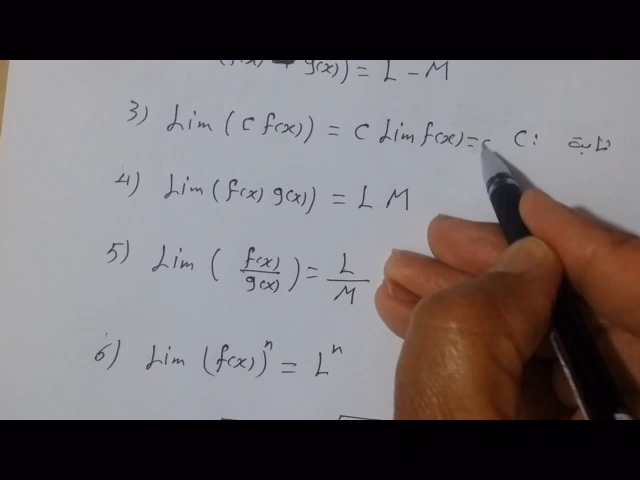 g(x)) = L - M
3) Lim ( c f(x)) = c Lim f(x) = c C: ثابت
4) Lim ( f(x) g(x)) = L M
5) Lim ( f(x) / g(x) ) = L / M
6) Lim (f(x))^n = L^n